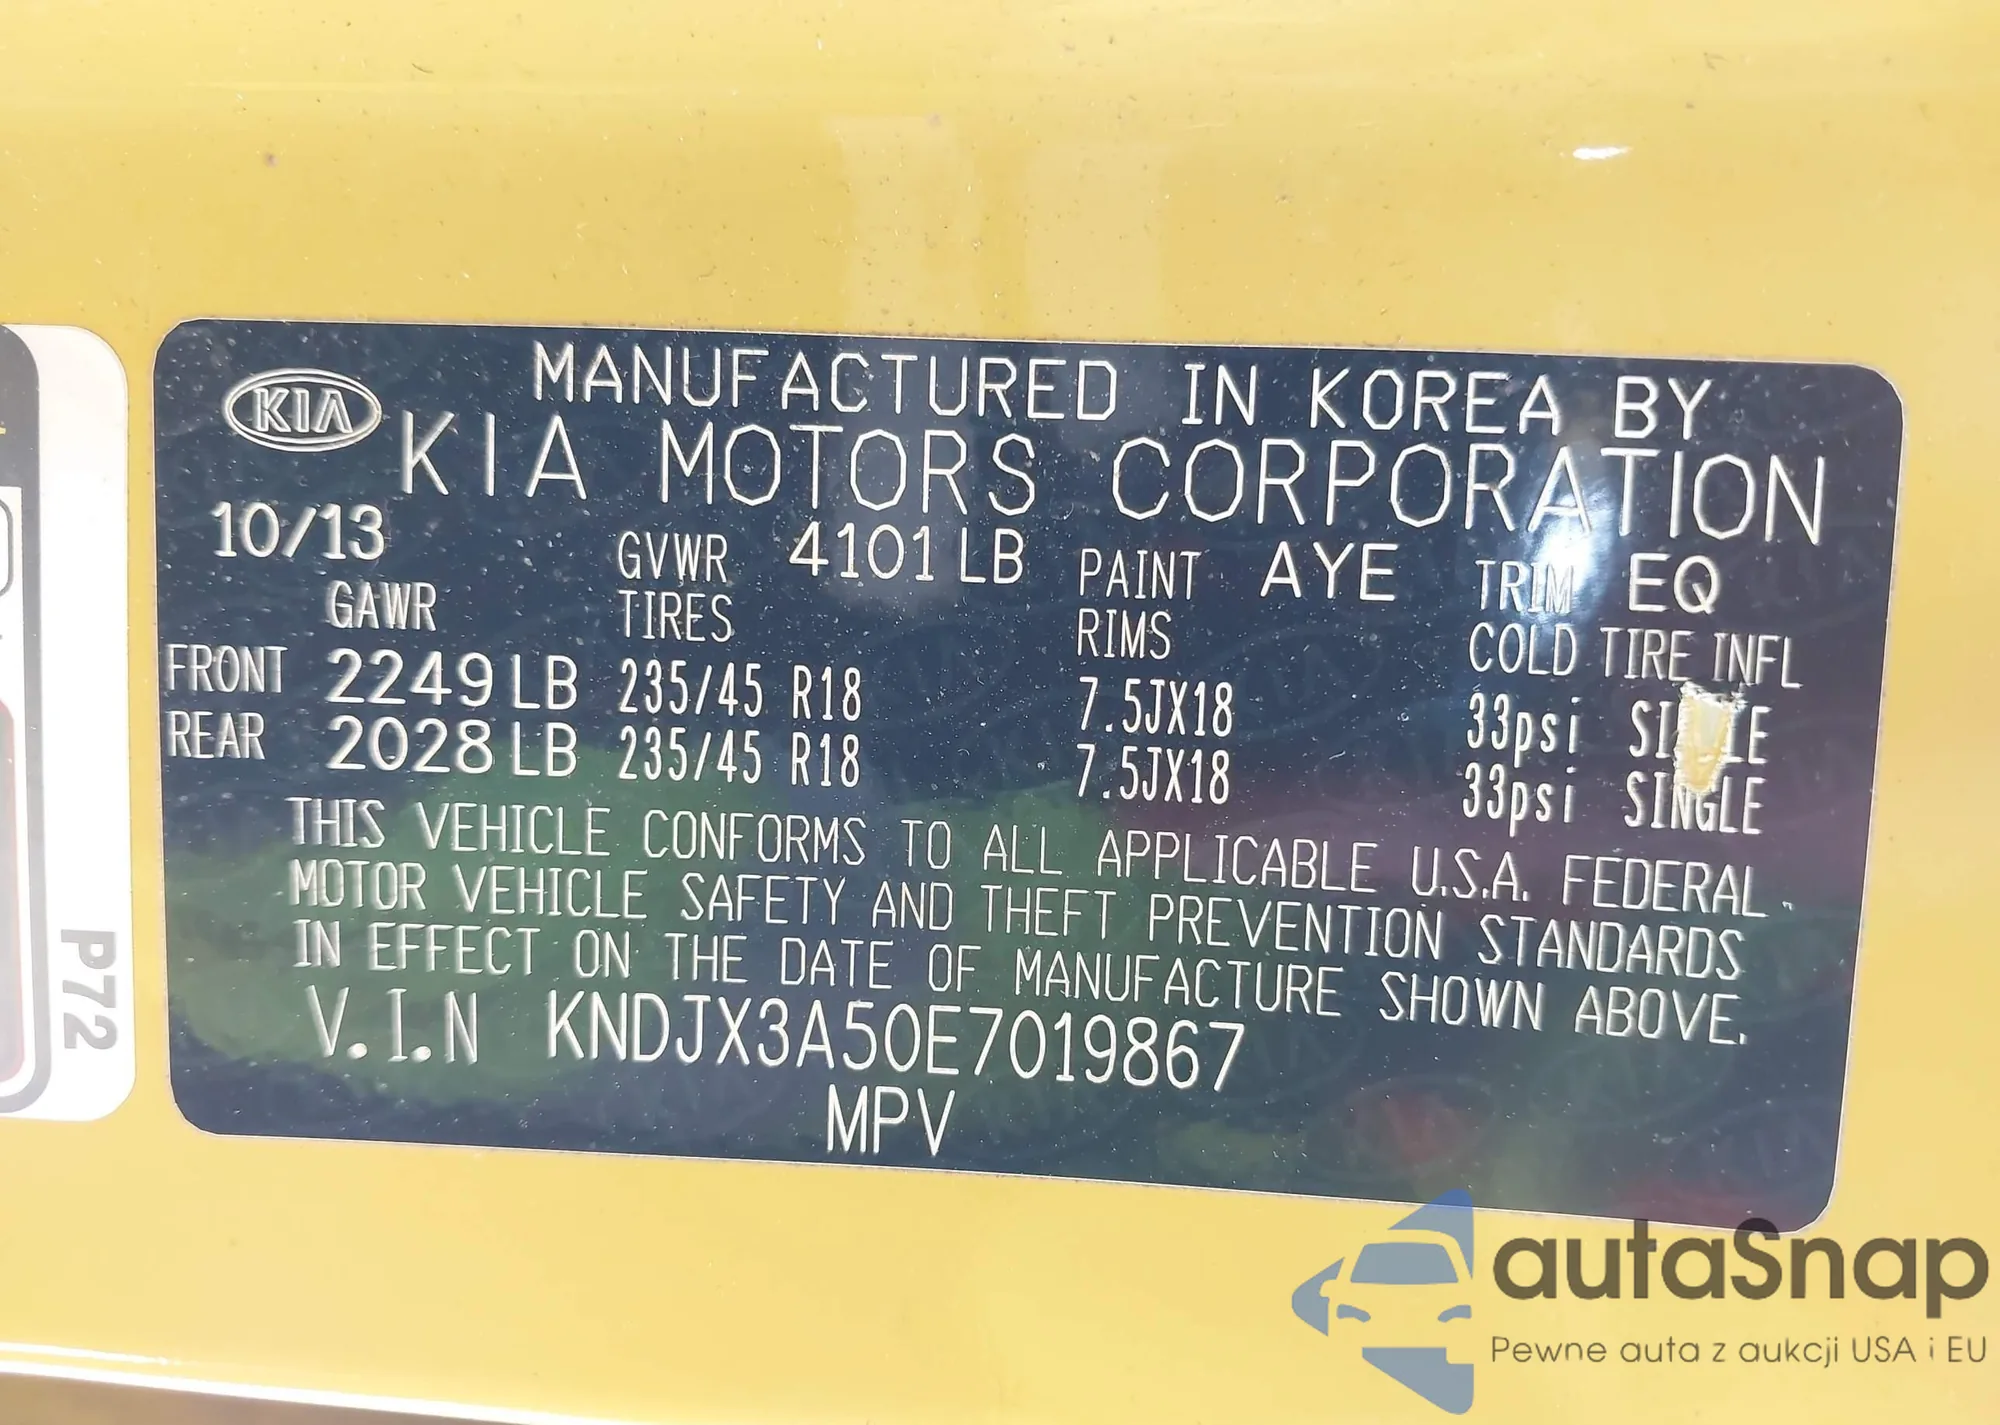 KIA
MANUFACTURED IN KOREA BY
KIA MOTORS CORPORATION
10/13 GVWR 4101 LB PAINT AYE TRIM EQ
GAWR TIRES RIMS COLD TIRE INFL
FRONT 2249 LB 235/45 R18 7.5JX18 33psi
REAR 2028 LB 235/45 R18 7.5JX18 33psi SINGLE
THIS VEHICLE CONFORMS TO ALL APPLICABLE U.S.A. FEDERAL
MOTOR VEHICLE SAFETY AND THEFT PREVENTION STANDARDS
IN EFFECT ON THE DATE OF MANUFACTURE SHOWN ABOVE.
V.I.N KNDJX3A50E7019867
MPV
P72
autaSnap
Pewne auta z aukcji USA i EU